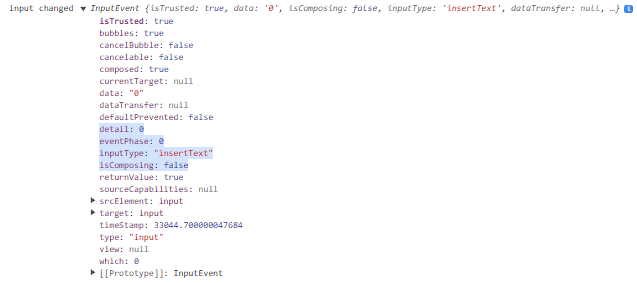 input changed ▼ InputEvent {isTrusted: true, data: '0', isComposing: false, inputType: 'insertText', dataTransfer: null, …} i
isTrusted: true
bubbles: true
cancelBubble: false
cancelable: false
composed: true
currentTarget: null
data: "0"
dataTransfer: null
defaultPrevented: false
detail: 0
eventPhase: 0
inputType: "insertText"
isComposing: false
returnValue: true
sourceCapabilities: null
▶ srcElement: input
▶ target: input
timeStamp: 33044.700000047684
type: "input"
view: null
which: 0
▶ [[Prototype]]: InputEvent